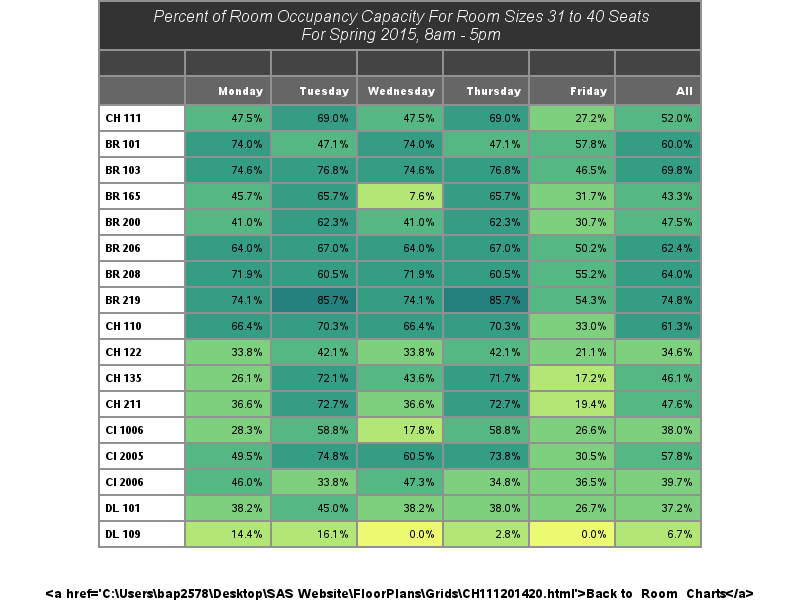 Percent of Room Occupancy Capacity For Room Sizes 31 to 40 Seats
For Spring 2015, 8am - 5pm
Monday Tuesday Wednesday Thursday Friday All
CH 111 47.5% 69.0% 47.5% 69.0% 27.2% 52.0%
BR 101 74.0% 47.1% 74.0% 47.1% 57.8% 60.0%
BR 103 74.6% 76.8% 74.6% 76.8% 46.5% 69.8%
BR 165 45.7% 65.7% 7.6% 65.7% 31.7% 43.3%
BR 200 41.0% 62.3% 41.0% 62.3% 30.7% 47.5%
BR 206 64.0% 67.0% 64.0% 67.0% 50.2% 62.4%
BR 208 71.9% 60.5% 71.9% 60.5% 55.2% 64.0%
BR 219 74.1% 85.7% 74.1% 85.7% 54.3% 74.8%
CH 110 66.4% 70.3% 66.4% 70.3% 33.0% 61.3%
CH 122 33.8% 42.1% 33.8% 42.1% 21.1% 34.6%
CH 135 26.1% 72.1% 43.6% 71.7% 17.2% 46.1%
CH 211 36.6% 72.7% 36.6% 72.7% 19.4% 47.6%
CI 1006 28.3% 58.8% 17.8% 58.8% 26.6% 38.0%
CI 2005 49.5% 74.8% 60.5% 73.8% 30.5% 57.8%
CI 2006 46.0% 33.8% 47.3% 34.8% 36.5% 39.7%
DL 101 38.2% 45.0% 38.2% 38.0% 26.7% 37.2%
DL 109 14.4% 16.1% 0.0% 2.8% 0.0% 6.7%
<a href='C:\Users\bap2578\Desktop\SAS Website\FloorPlans\Grids\CH111201420.html'>Back to Room Charts</a>